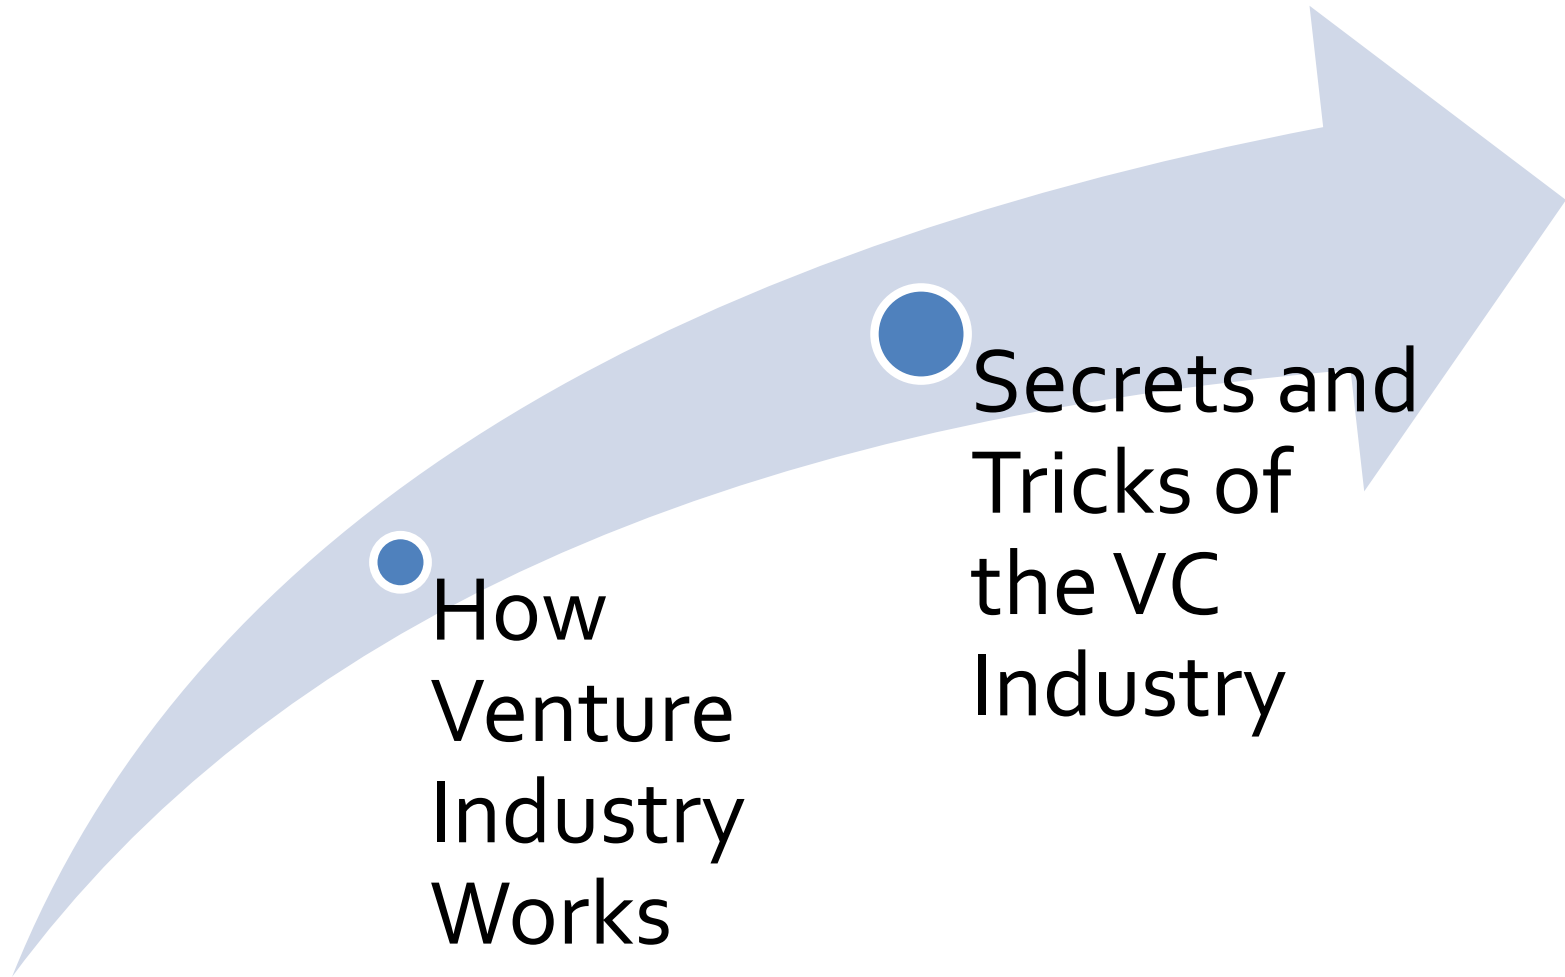 How
Venture
Industry
Works
Secrets and
Tricks of
the VC
Industry